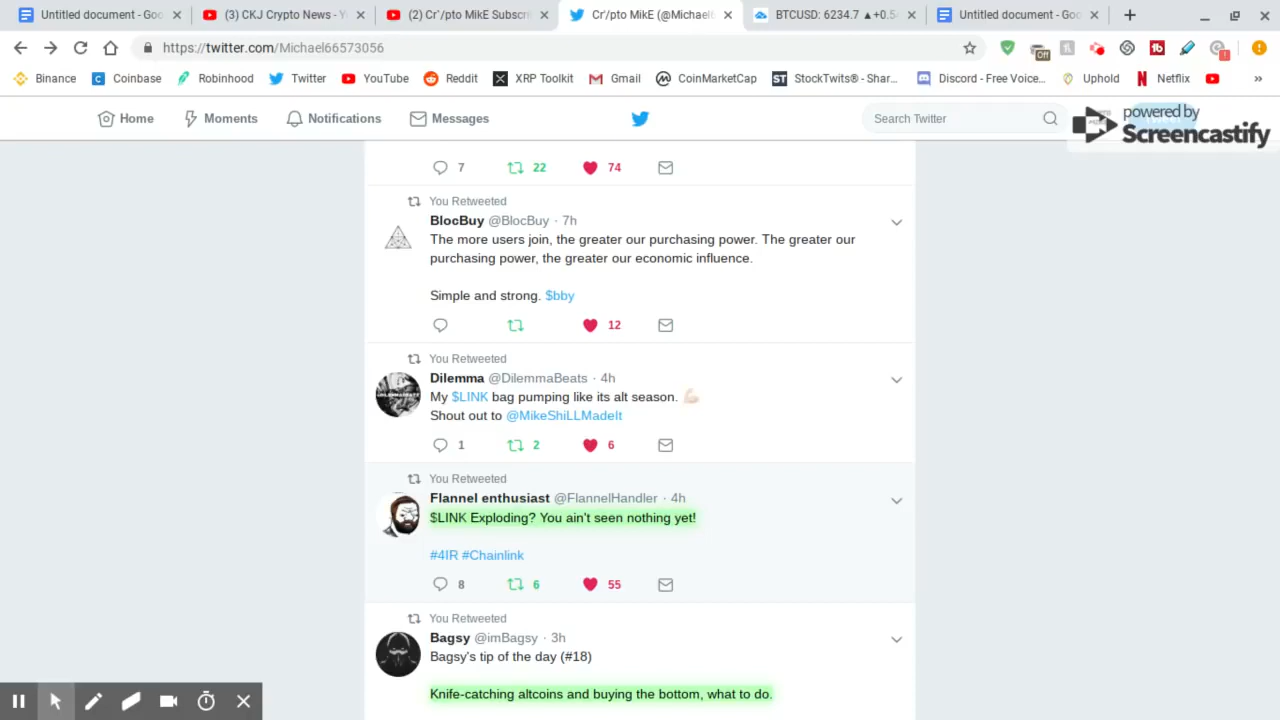 Untitled document - Goo
(3) CKJ Crypto News - Y
(2) Cr¨/pto MikE Subscri
Cr¨/pto MikE (@Michael6
BTCUSD: 6234.7 ▲+0.5
Untitled document - Goo
https://twitter.com/Michael66573056
Off
Binance
Coinbase
Robinhood
Twitter
YouTube
Reddit
XRP Toolkit
Gmail
CoinMarketCap
ST StockTwits® - Shar...
Discord - Free Voice...
Uphold
Netflix
»
Home
Moments
Notifications
Messages
Search Twitter
powered by
Screencastify
7 22 74
You Retweeted
BlocBuy @BlocBuy · 7h
The more users join, the greater our purchasing power. The greater our
purchasing power, the greater our economic influence.
Simple and strong. $bby
12
You Retweeted
Dilemma @DilemmaBeats · 4h
My $LINK bag pumping like its alt season. 💪🏻
Shout out to @MikeShiLLMadeIt
1 2 6
You Retweeted
Flannel enthusiast @FlannelHandler · 4h
$LINK Exploding? You ain't seen nothing yet!
#4IR #Chainlink
8 6 55
You Retweeted
Bagsy @imBagsy · 3h
Bagsy's tip of the day (#18)
Knife-catching altcoins and buying the bottom, what to do.